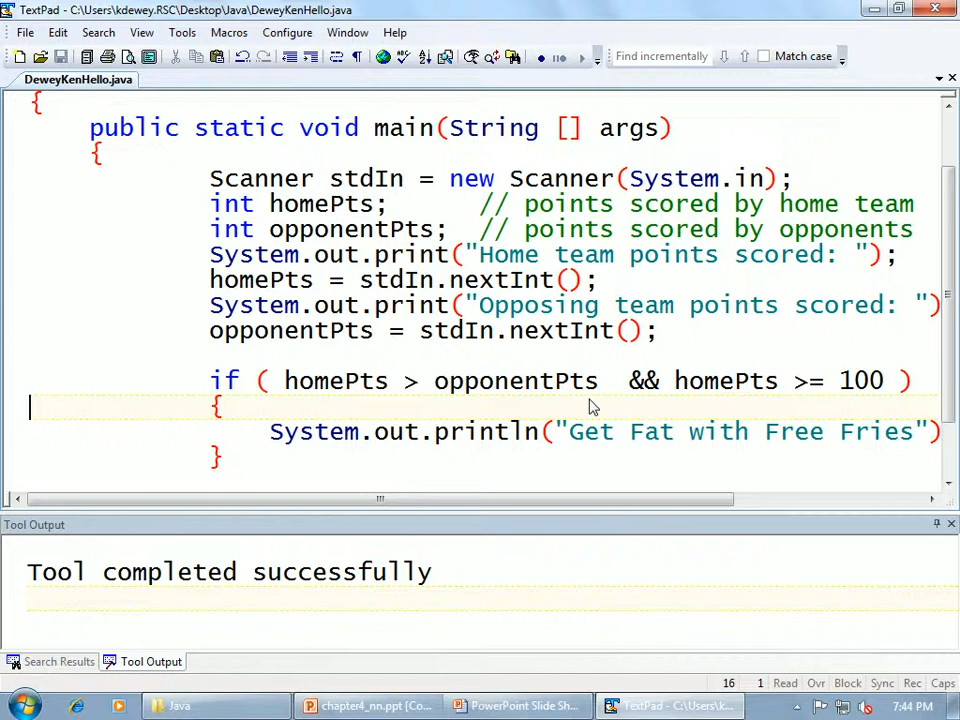 TextPad - C:\Users\kdewey.RSC\Desktop\Java\DeweyKenHello.java
File Edit Search View Tools Macros Configure Window Help
Find incrementally Match case
DeweyKenHello.java
{
public static void main(String [] args)
{
Scanner stdIn = new Scanner(System.in);
int homePts; // points scored by home team
int opponentPts; // points scored by opponents
System.out.print("Home team points scored: ");
homePts = stdIn.nextInt();
System.out.print("Opposing team points scored: ")
opponentPts = stdIn.nextInt();
if ( homePts > opponentPts && homePts >= 100 )
{
System.out.println("Get Fat with Free Fries")
}
Tool Output
Tool completed successfully
Search Results Tool Output
16 1 Read Ovr Block Sync Rec Caps
Java chapter4_nn.ppt [Co... PowerPoint Slide Sh... TextPad - C:\Users\k... 7:44 PM